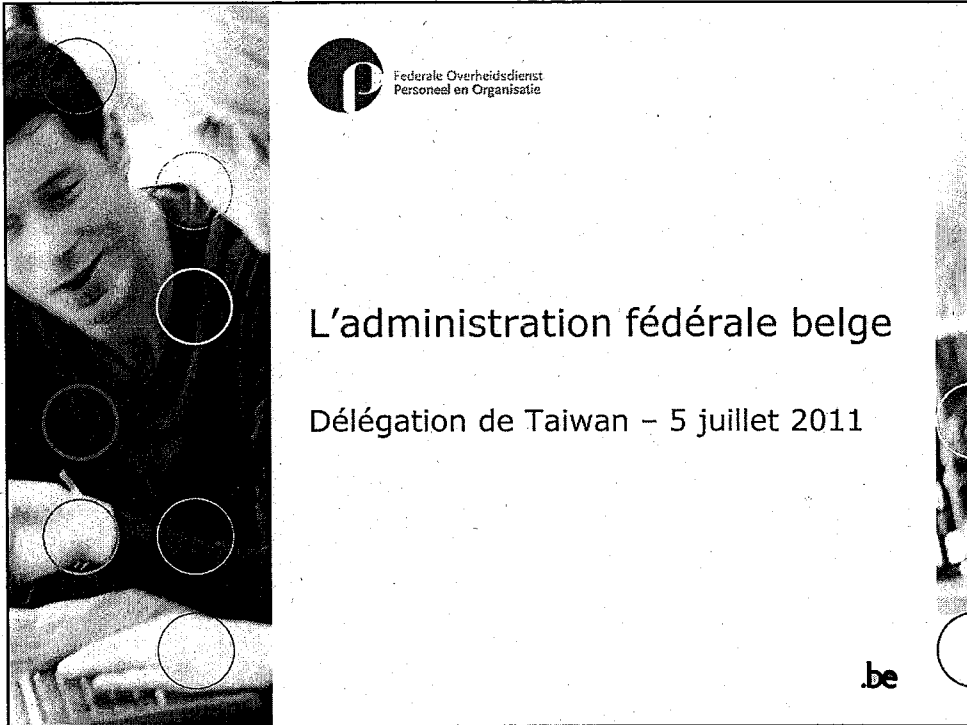 Federale Overheidsdienst
Personeel en Organisatie
L'administration fédérale belge
Délégation de Taiwan – 5 juillet 2011
.be